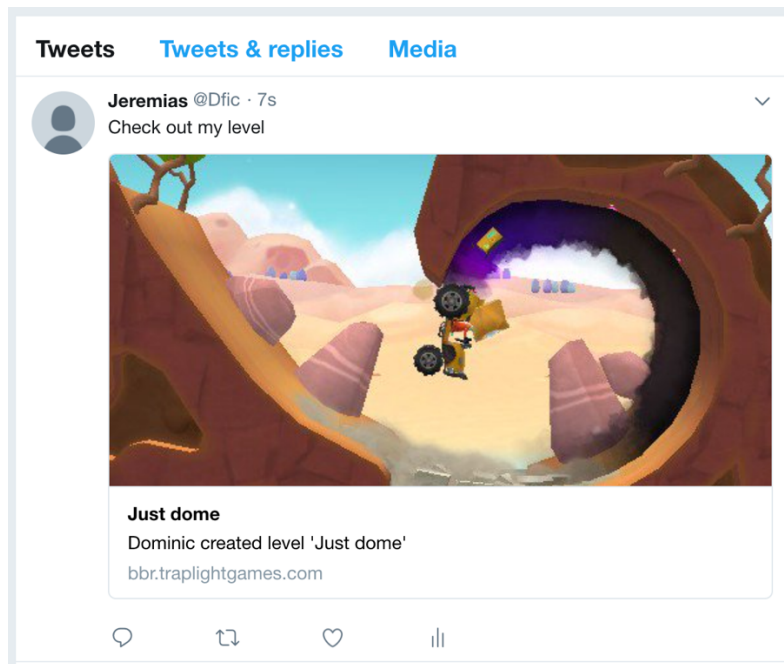 Tweets Tweets & replies Media
Jeremias @Dfic · 7s
Check out my level
Just dome
Dominic created level 'Just dome'
bbr.traplightgames.com